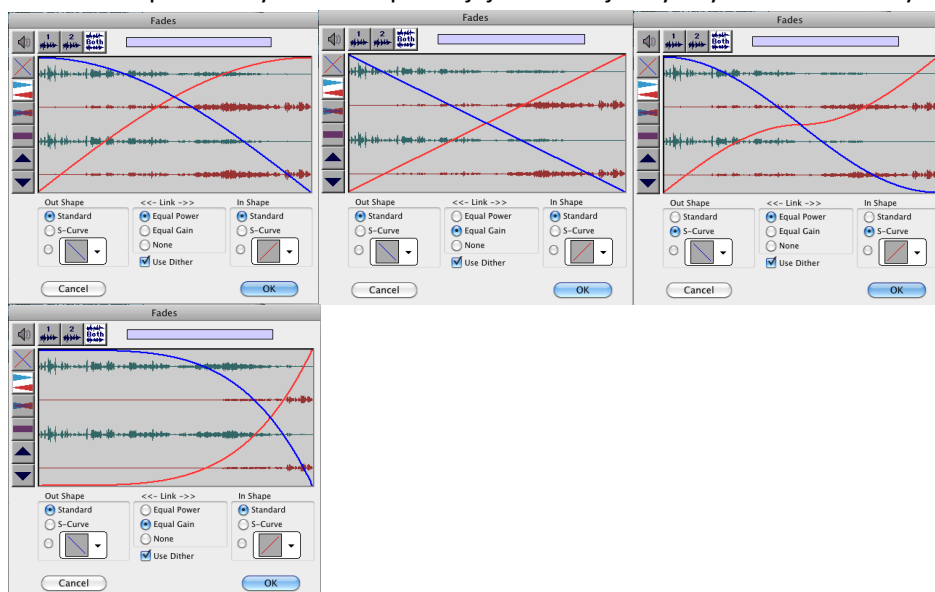 Fades
1 2 Both
Out Shape <<- Link ->> In Shape
Standard Equal Power Standard
S-Curve Equal Gain S-Curve
None
Use Dither
Cancel OK
Fades
1 2 Both
Out Shape <<- Link ->> In Shape
Standard Equal Power Standard
S-Curve Equal Gain S-Curve
None
Use Dither
Cancel OK
Fades
1 2 Both
Out Shape <<- Link ->> In Shape
Standard Equal Power Standard
S-Curve Equal Gain S-Curve
None
Use Dither
Cancel OK
Fades
1 2 Both
Out Shape <<- Link ->> In Shape
Standard Equal Power Standard
S-Curve Equal Gain S-Curve
None
Use Dither
Cancel OK